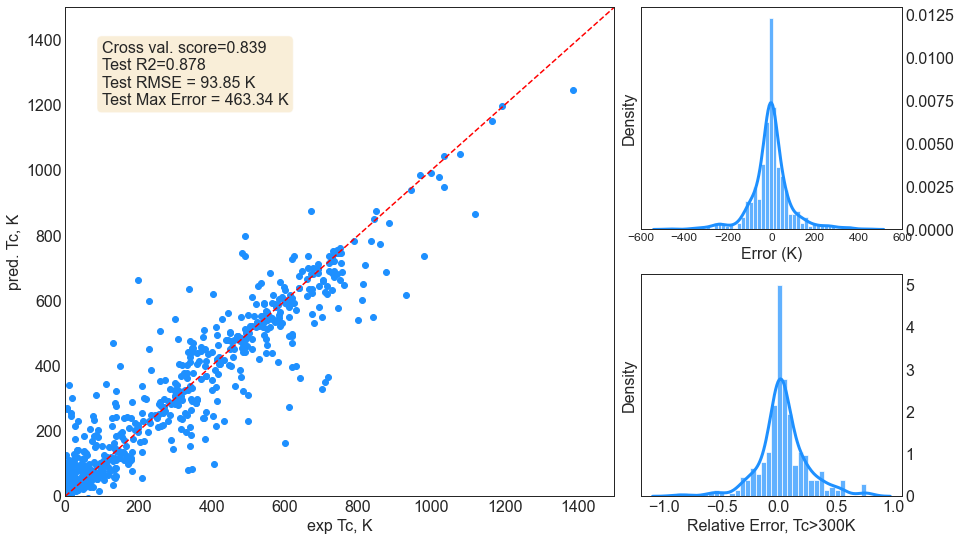 Cross val. score=0.839
Test R2=0.878
Test RMSE = 93.85 K
Test Max Error = 463.34 K
1400
1200
1000
800
600
400
200
0
pred. Tc, K
0 200 400 600 800 1000 1200 1400
exp Tc, K
0.0125
0.0100
0.0075
0.0050
0.0025
0.0000
Density
−600 −400 −200 0 200 400 600
Error (K)
5
4
3
2
1
0
Density
−1.0 −0.5 0.0 0.5 1.0
Relative Error, Tc>300K